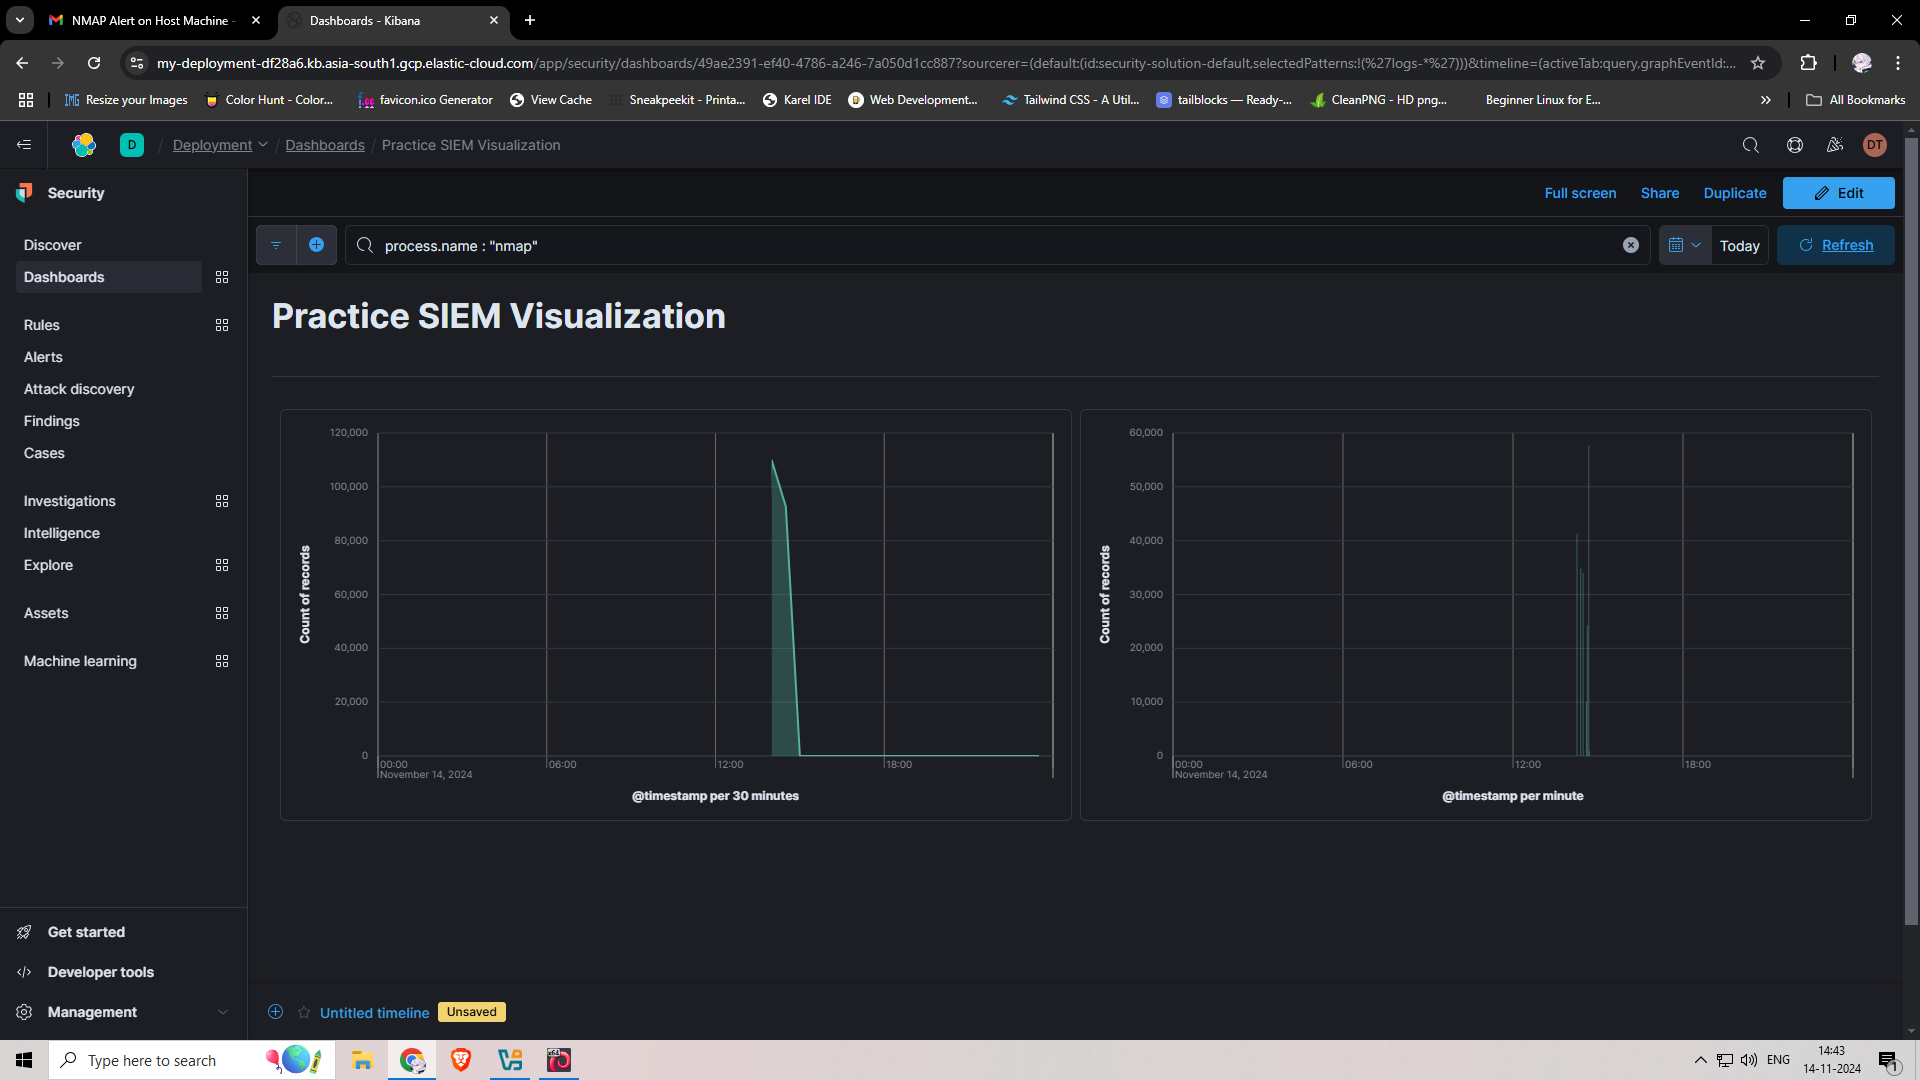 NMAP Alert on Host Machine -
Dashboards - Kibana
my-deployment-df28a6.kb.asia-south1.gcp.elastic-cloud.com/app/security/dashboards/49ae2391-ef40-4786-a246-7a050d1cc887?sourcerer=(default:(id:security-solution-default,selectedPatterns:!(%27logs-*%27)))&timeline=(activeTab:query,graphEventId:...
IMG Resize your Images
Color Hunt - Color...
favicon.ico Generator
View Cache
Sneakpeekit - Printa...
Karel IDE
Web Development...
Tailwind CSS - A Util...
tailblocks — Ready-...
CleanPNG - HD png...
Beginner Linux for E...
All Bookmarks
D / Deployment / Dashboards / Practice SIEM Visualization
DT
Security
Full screen
Share
Duplicate
Edit
Discover
Dashboards
Rules
Alerts
Attack discovery
Findings
Cases
Investigations
Intelligence
Explore
Assets
Machine learning
Get started
Developer tools
Management
process.name : "nmap"
Today
Refresh
Practice SIEM Visualization
Count of records
120,000
100,000
80,000
60,000
40,000
20,000
0
00:00
06:00
12:00
18:00
November 14, 2024
@timestamp per 30 minutes
Count of records
60,000
50,000
40,000
30,000
20,000
10,000
0
00:00
06:00
12:00
18:00
November 14, 2024
@timestamp per minute
Untitled timeline
Unsaved
Type here to search
x64
ENG
14:43
14-11-2024
1